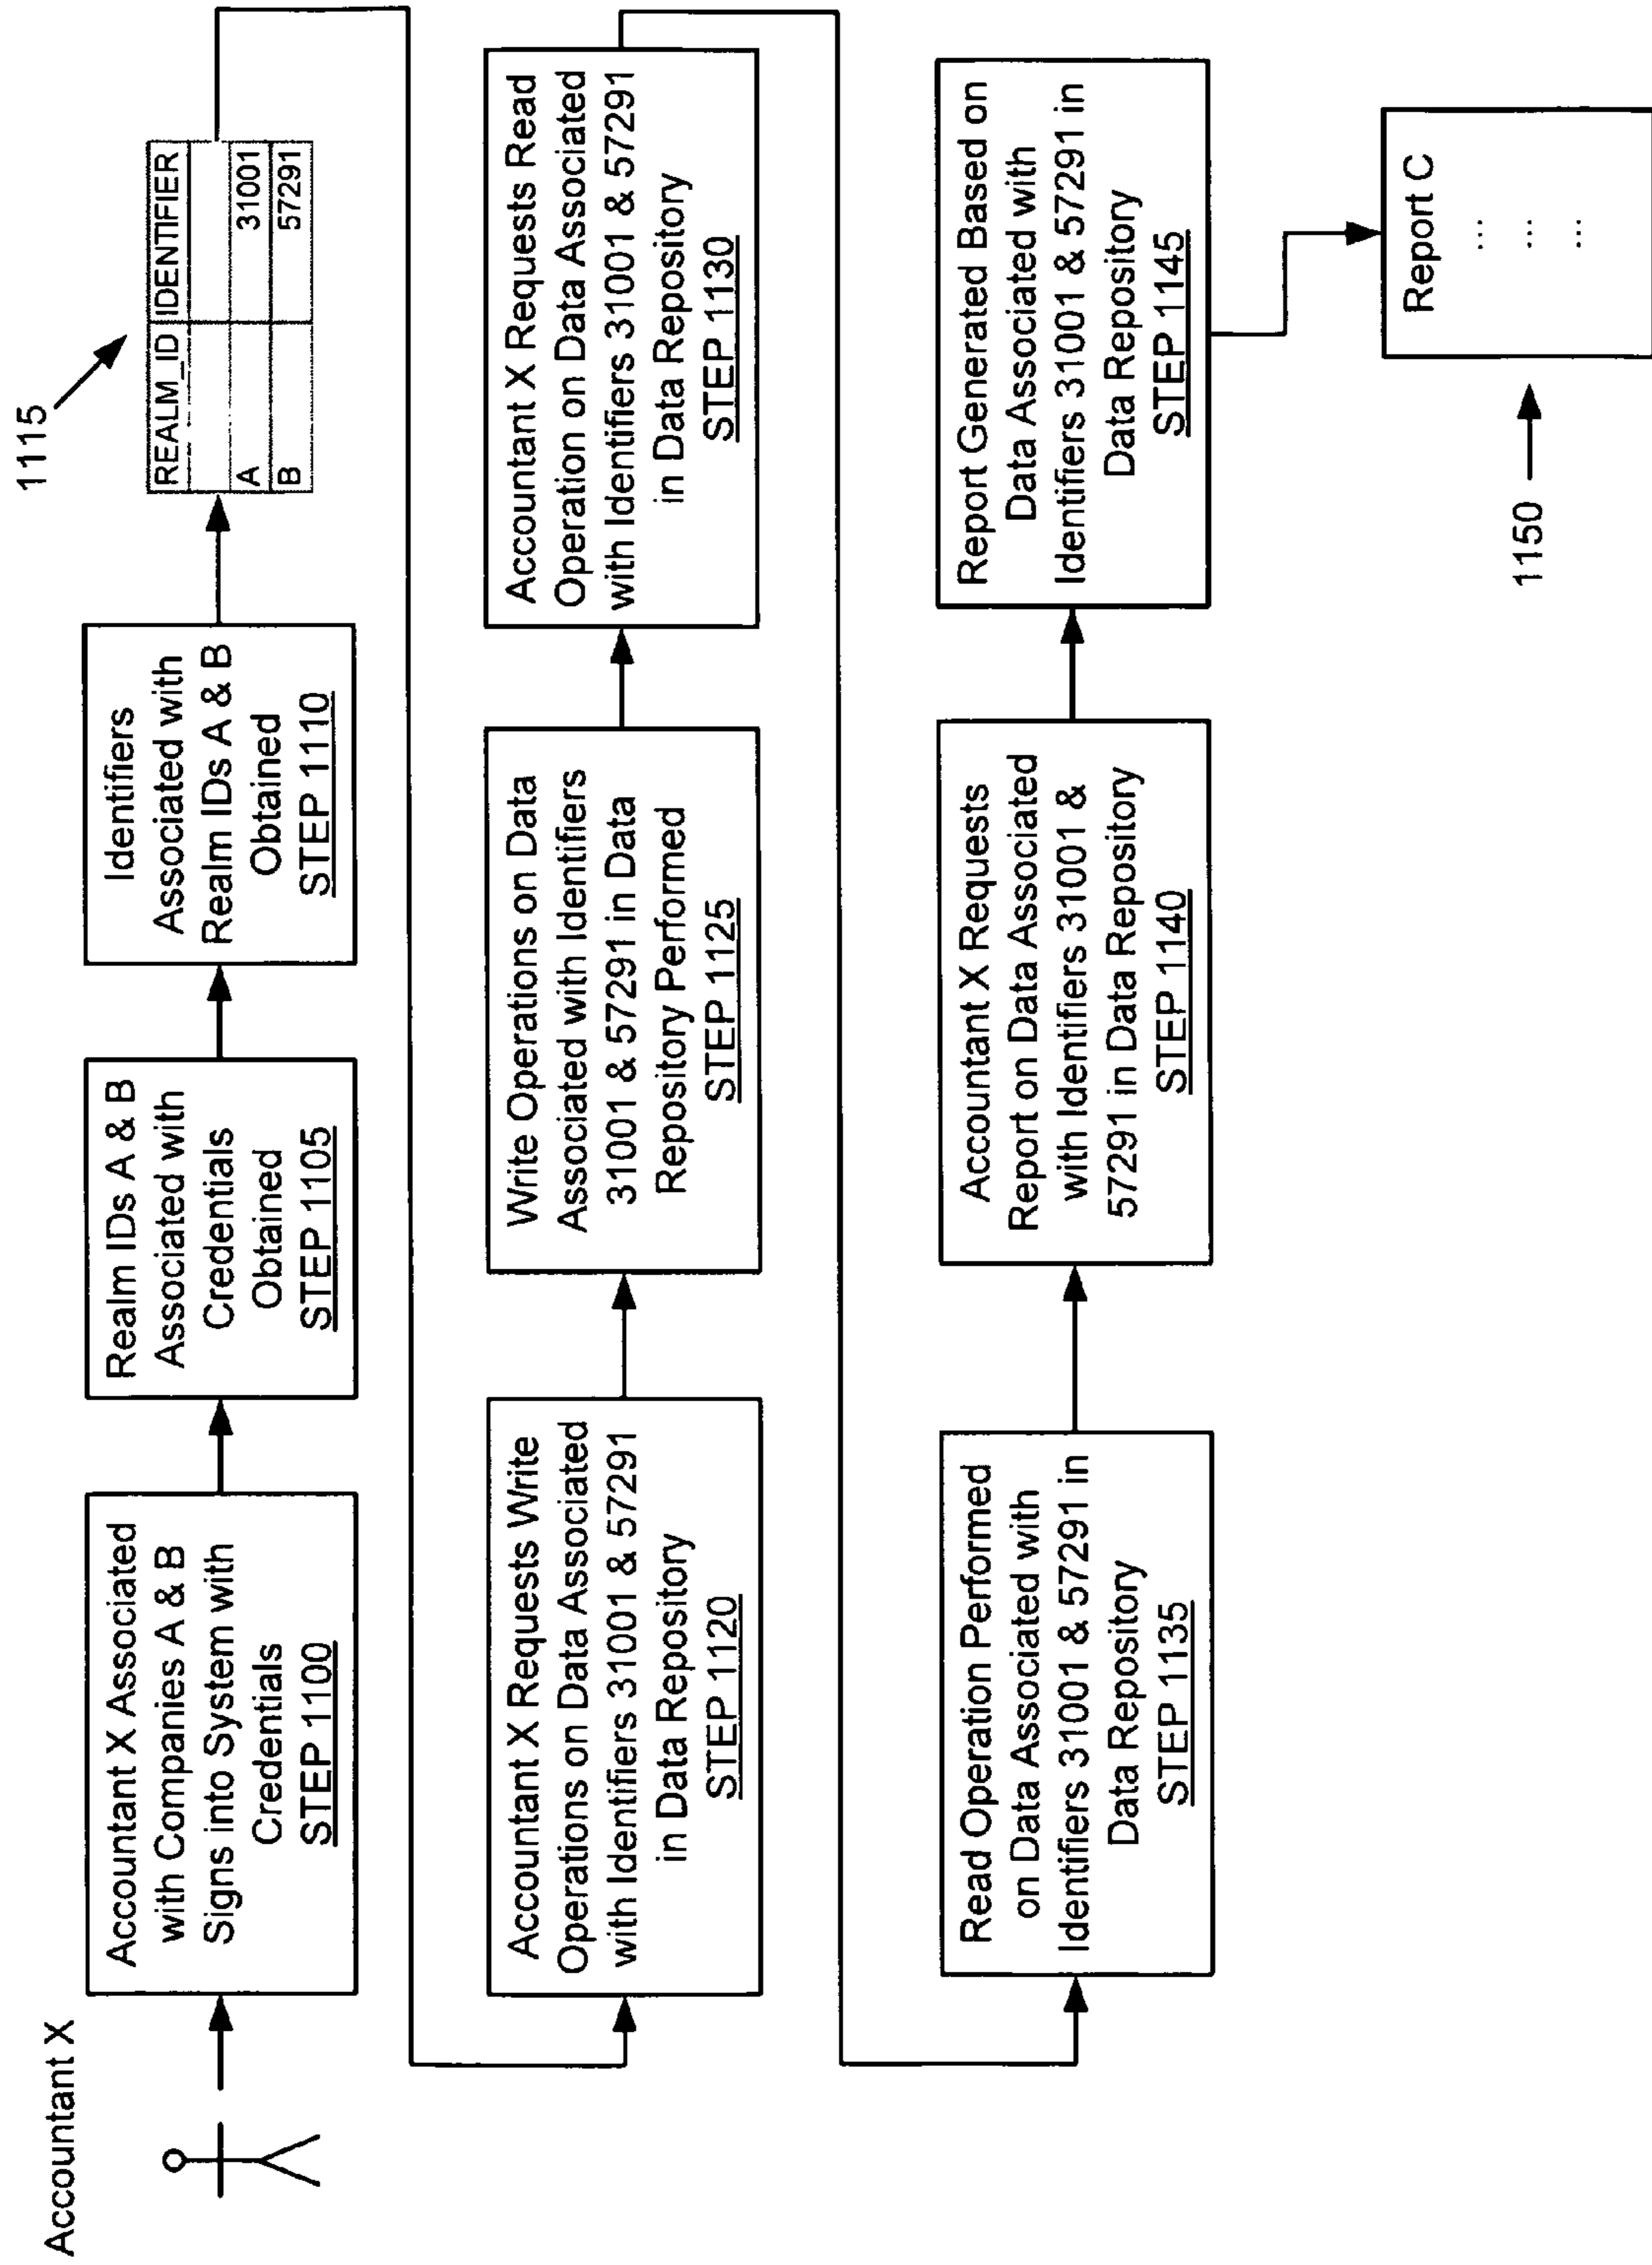 Accountant X
Accountant X Associated
with Companies A & B
Signs into System with
Credentials
STEP 1100
Realm IDs A & B
Associated with
Credentials
Obtained
STEP 1105
Identifiers
Associated with
Realm IDs A & B
Obtained
STEP 1110
1115
REALM_ID IDENTIFIER
A 31001
B 57291
Accountant X Requests Write
Operations on Data Associated
with Identifiers 31001 & 57291
in Data Repository
STEP 1120
Write Operations on Data
Associated with Identifiers
31001 & 57291 in Data
Repository Performed
STEP 1125
Accountant X Requests Read
Operation on Data Associated
with Identifiers 31001 & 57291
in Data Repository
STEP 1130
Read Operation Performed
on Data Associated with
Identifiers 31001 & 57291 in
Data Repository
STEP 1135
Accountant X Requests
Report on Data Associated
with Identifiers 31001 &
57291 in Data Repository
STEP 1140
Report Generated Based on
Data Associated with
Identifiers 31001 & 57291 in
Data Repository
STEP 1145
1150
Report C
...
...
...